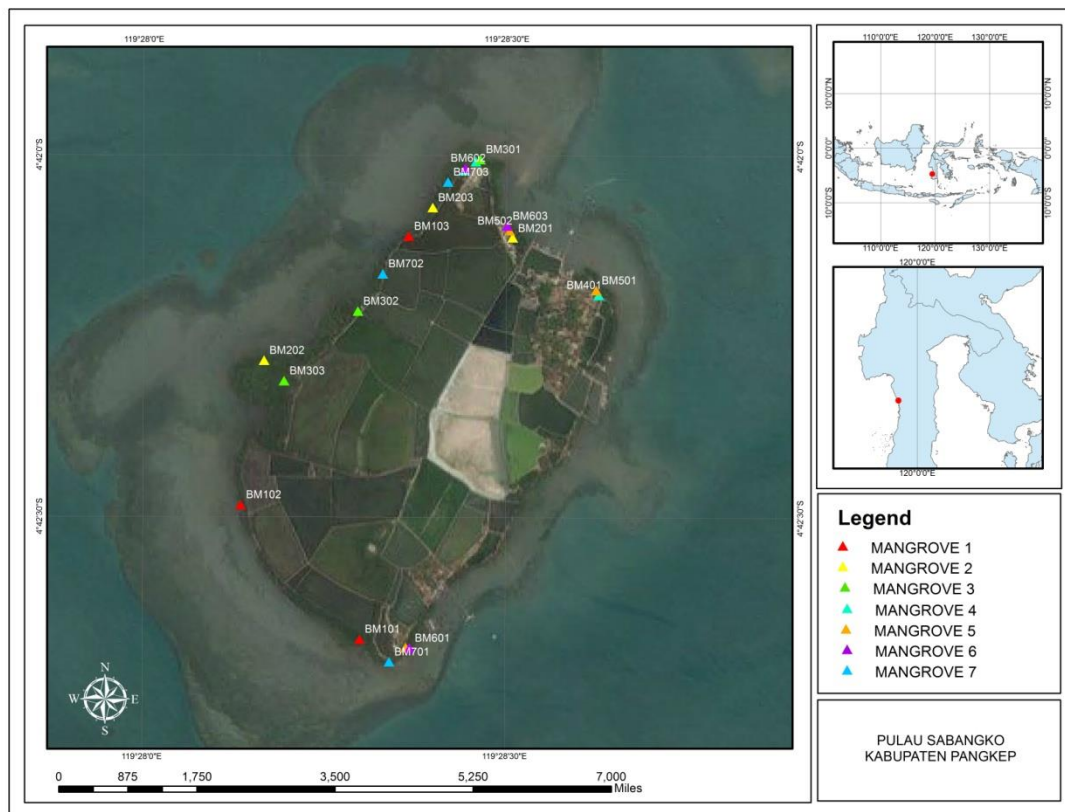 119°28'0"E
119°28'30"E
4°42'0"S
4°42'0"S
BM301
BM602
BM703
BM203
BM103
BM603
BM502
BM201
BM702
BM501
BM401
BM302
BM202
BM303
BM102
4°42'30"S
4°42'30"S
BM101
BM601
BM701
N
W
E
S
119°28'0"E
119°28'30"E
0
875
1,750
3,500
5,250
7,000
Miles
110°0'0"E
120°0'0"E
130°0'0"E
10°0'0"N
10°0'0"N
0°0'0"
0°0'0"
10°0'0"S
10°0'0"S
110°0'0"E
120°0'0"E
130°0'0"E
120°0'0"E
120°0'0"E
Legend
MANGROVE 1
MANGROVE 2
MANGROVE 3
MANGROVE 4
MANGROVE 5
MANGROVE 6
MANGROVE 7
PULAU SABANGKO
KABUPATEN PANGKEP